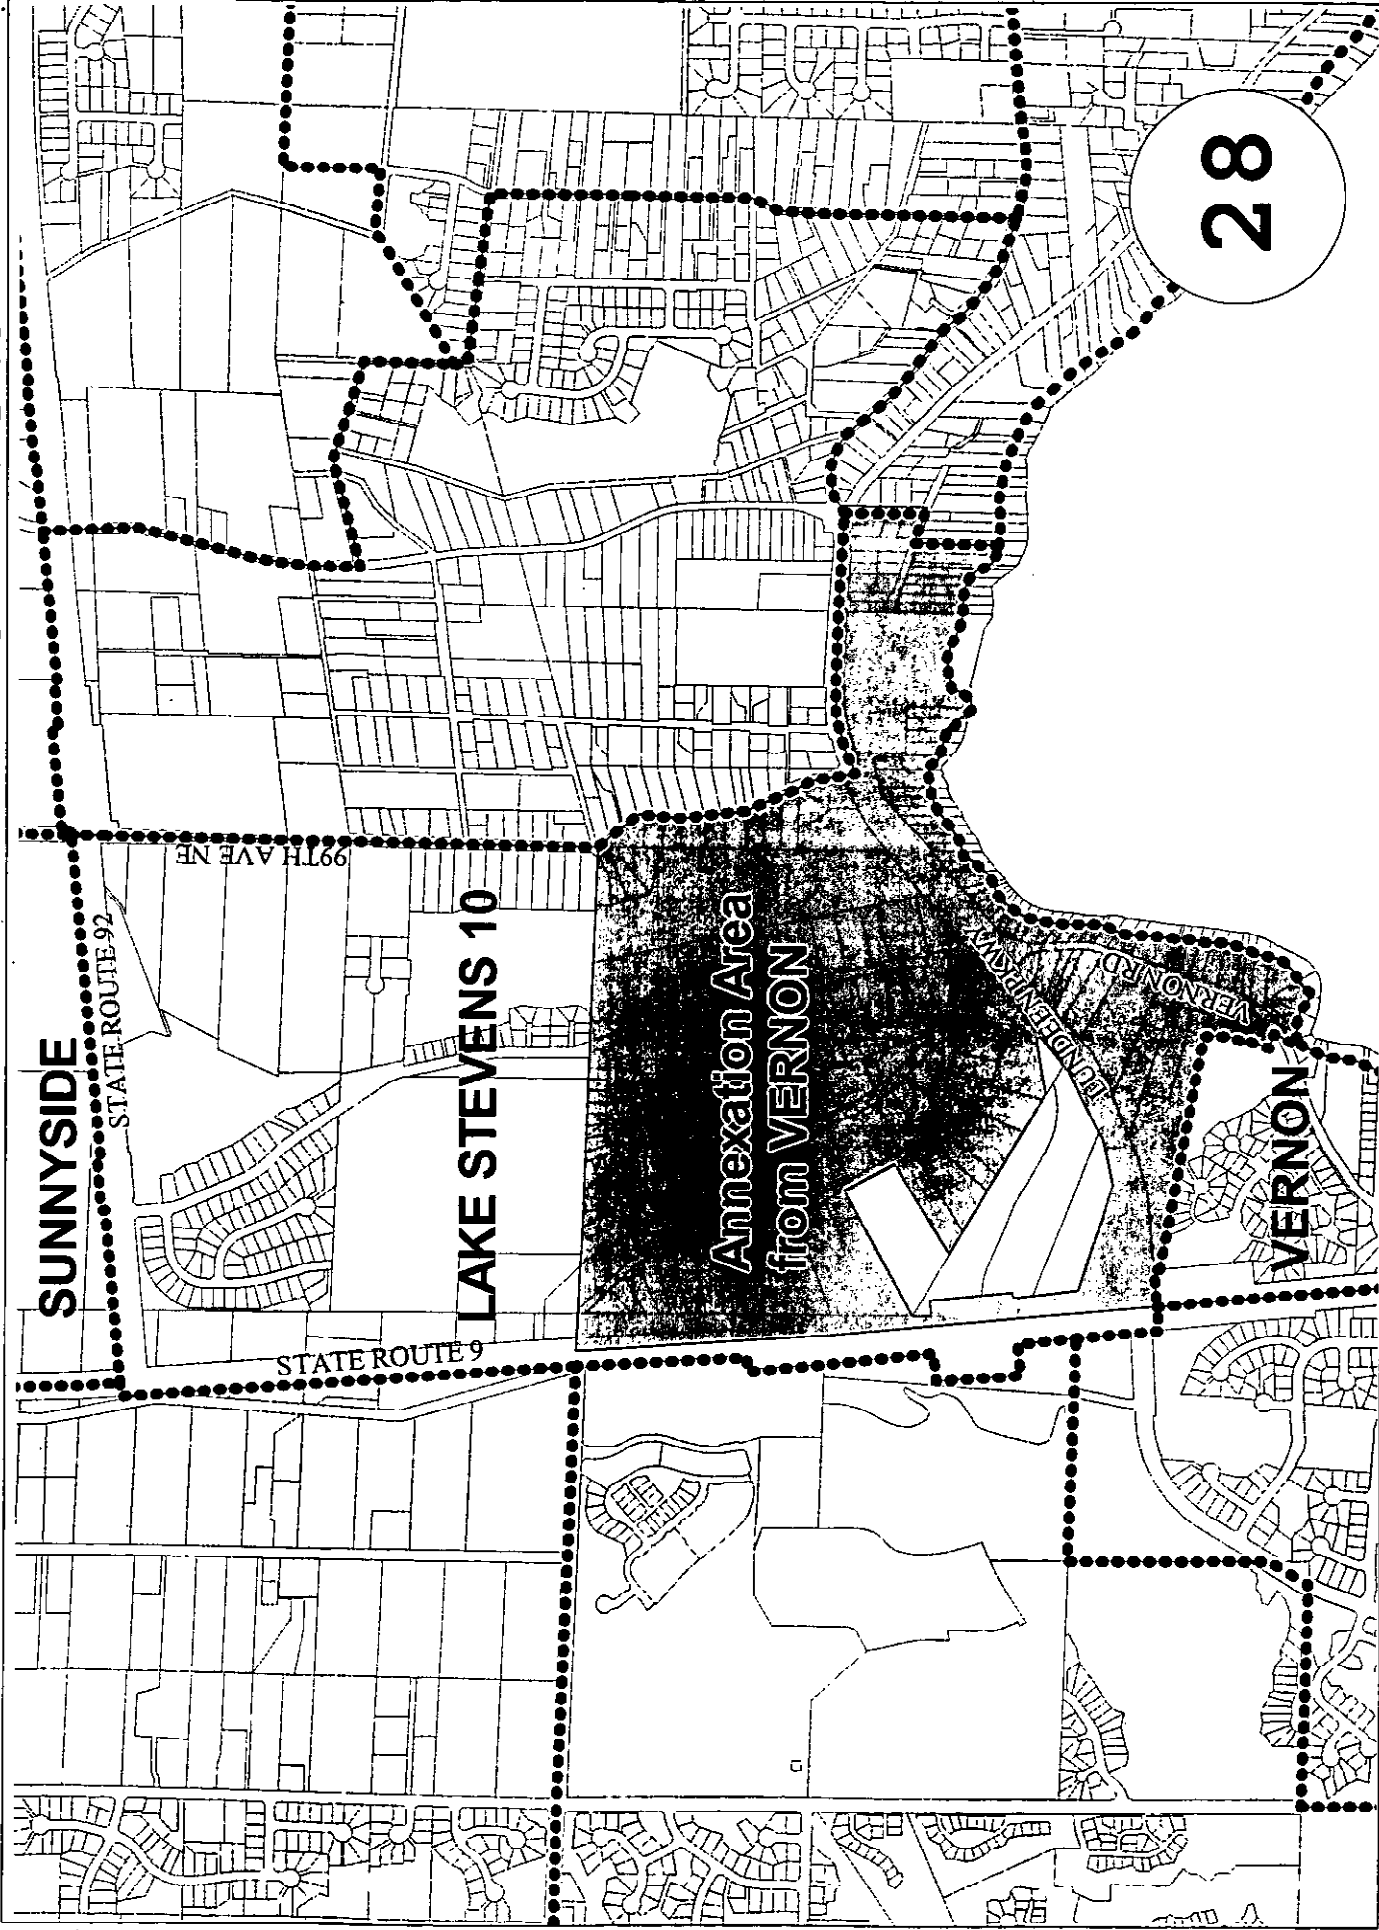 SUNNYSIDE
STATE ROUTE 92
99TH AVE NE
LAKE STEVENS 10
STATE ROUTE 9
Annexation Area
from VERNON
LUNDHEN PKWY
VERNON RD
VERNON
28